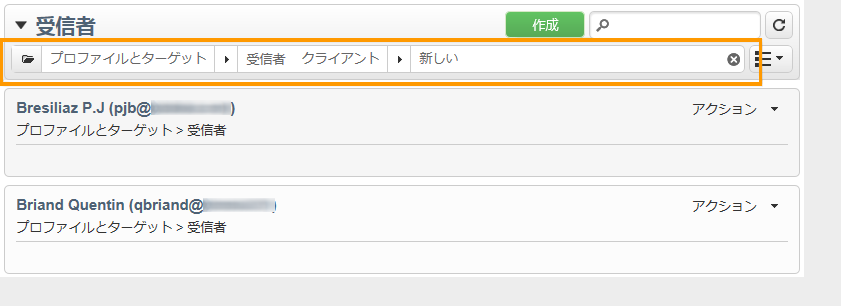 受信者 作成
プロファイルとターゲット 受信者 クライアント 新しい
Bresiliaz P.J (pjb@ ) アクション
プロファイルとターゲット > 受信者
Briand Quentin (qbriand@ ) アクション
プロファイルとターゲット > 受信者